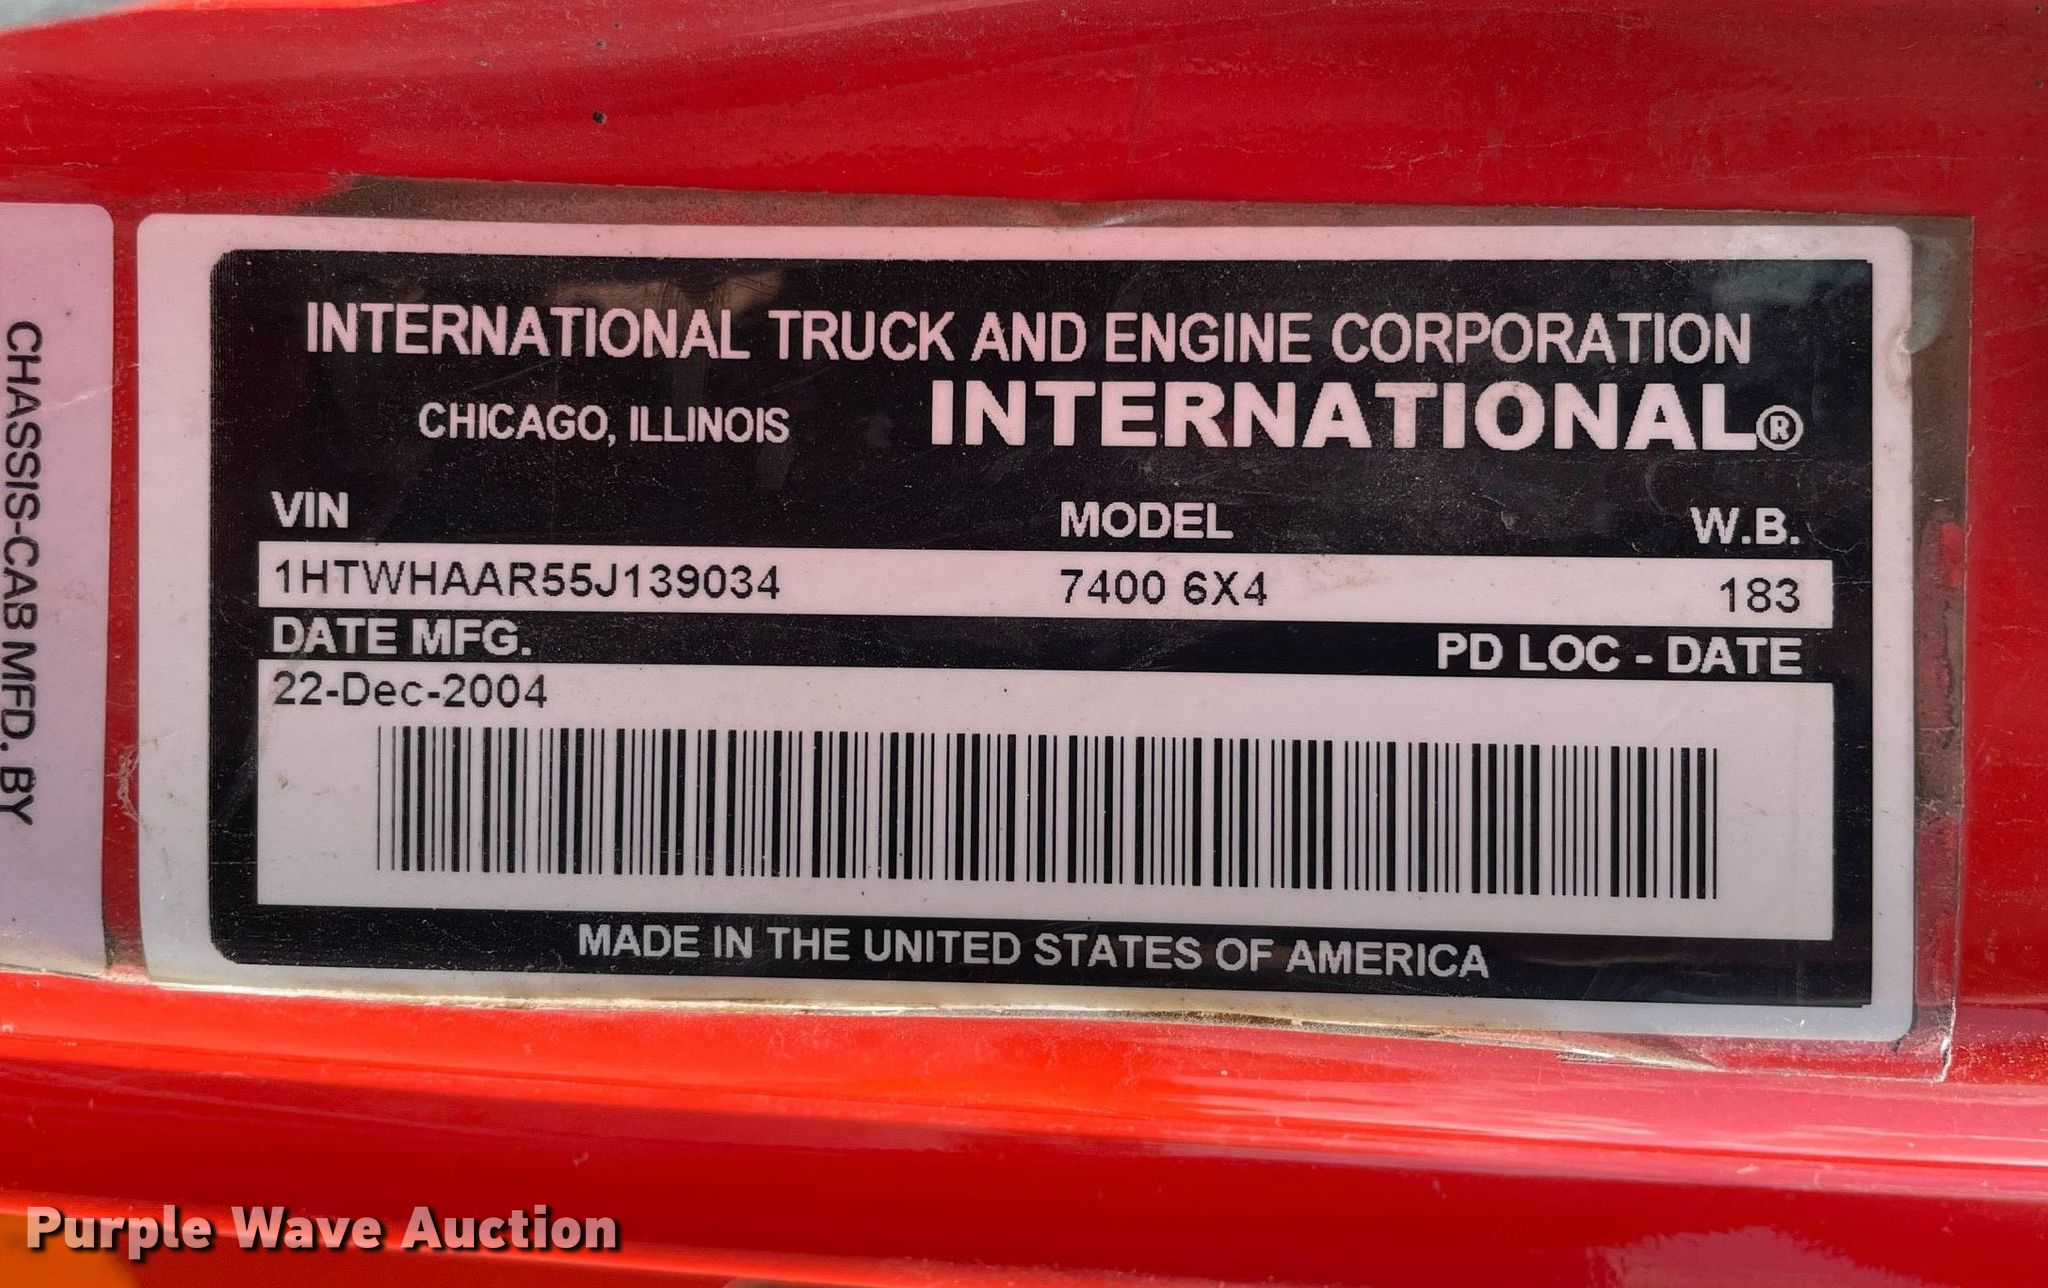 CHASSIS-CAB MFD. BY
INTERNATIONAL TRUCK AND ENGINE CORPORATION
CHICAGO, ILLINOIS INTERNATIONAL®
VIN MODEL W.B.
1HTWHAAR55J139034 7400 6X4 183
DATE MFG. PD LOC - DATE
22-Dec-2004
MADE IN THE UNITED STATES OF AMERICA
Purple Wave Auction